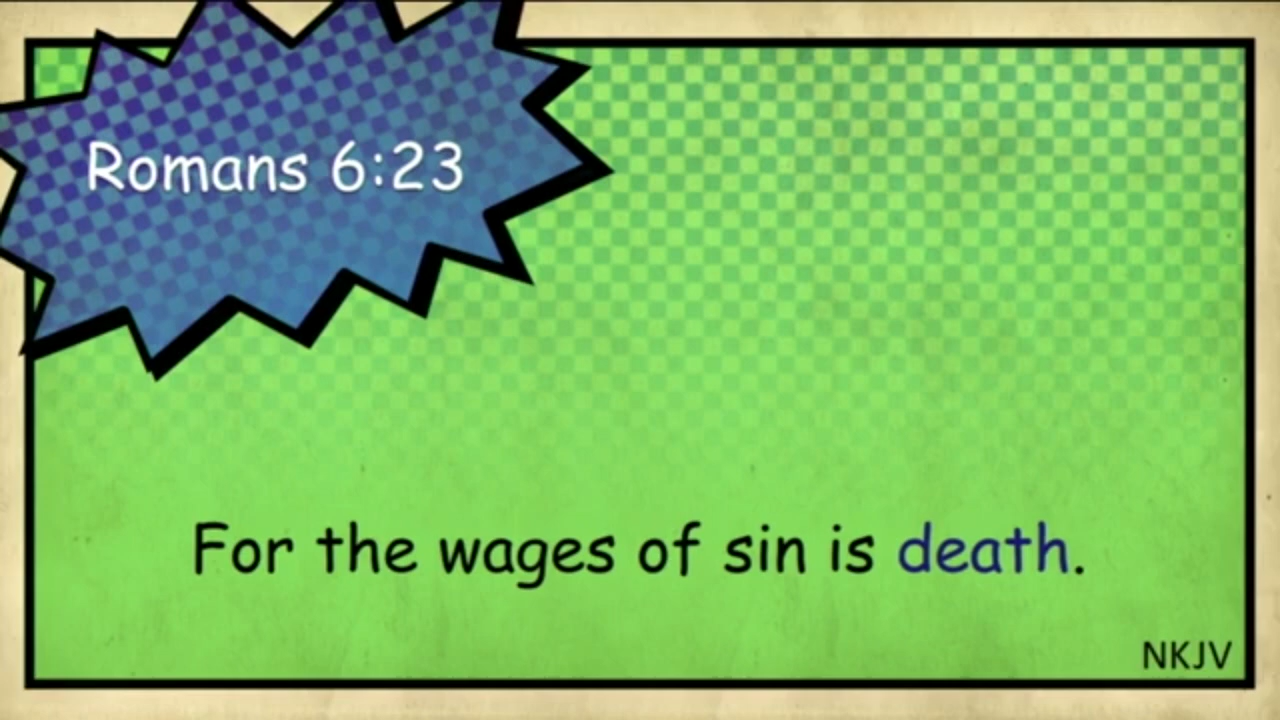 Romans 6:23
For the wages of sin is death.
NKJV